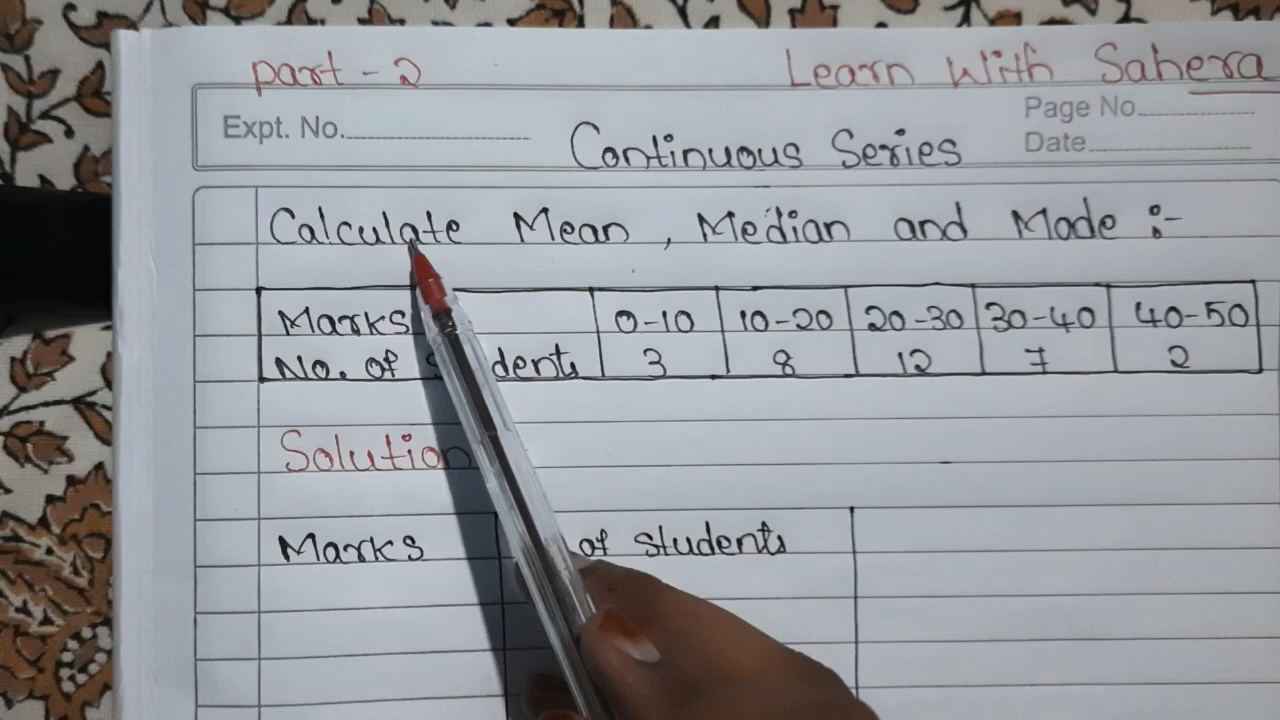 part - 2 Learn With Sahera
Expt. No. Page No.
Continuous Series
Date
Calculate Mean, Median and Mode :-
Marks 0-10 10-20 20-30 30-40 40-50
No. of dents 3 8 12 7 2
Solution
Marks of students